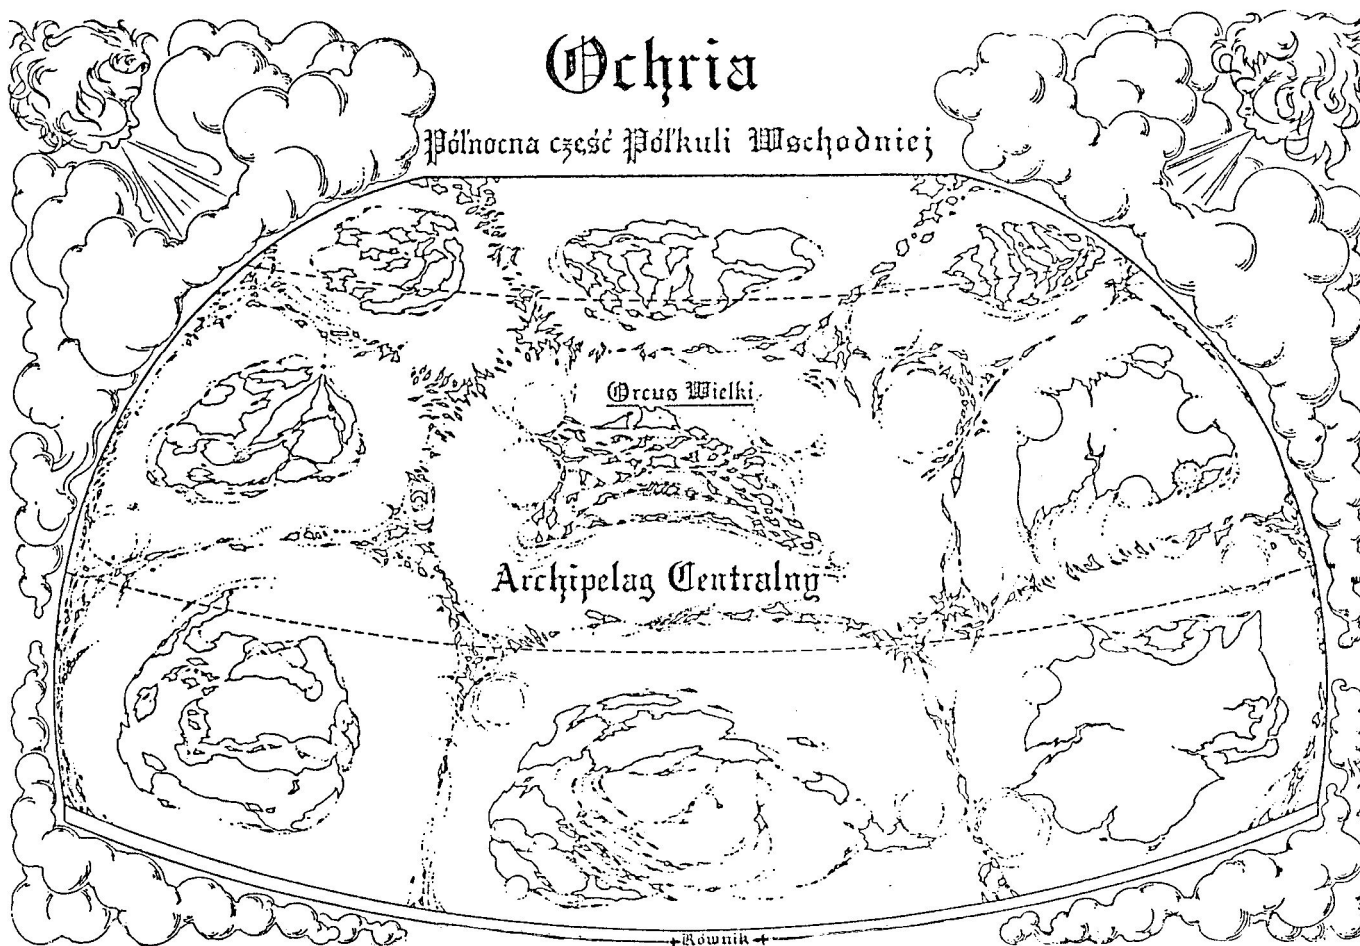 Ochria
Północna część Półkuli Wschodniej
Orcus Wielki
Archipelag Centralny
Równik